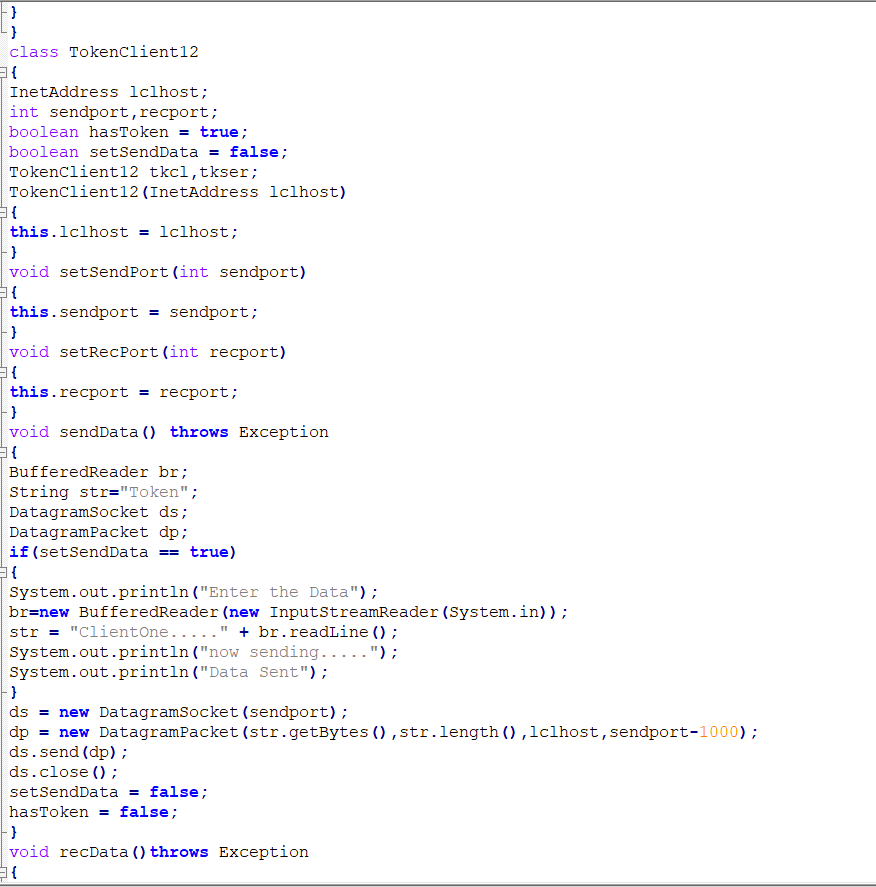 }
}
class TokenClient12
{
InetAddress lclhost;
int sendport,recport;
boolean hasToken = true;
boolean setSendData = false;
TokenClient12 tkcl,tkser;
TokenClient12(InetAddress lclhost)
{
this.lclhost = lclhost;
}
void setSendPort(int sendport)
{
this.sendport = sendport;
}
void setRecPort(int recport)
{
this.recport = recport;
}
void sendData() throws Exception
{
BufferedReader br;
String str="Token";
DatagramSocket ds;
DatagramPacket dp;
if(setSendData == true)
{
System.out.println("Enter the Data");
br=new BufferedReader(new InputStreamReader(System.in));
str = "ClientOne....." + br.readLine();
System.out.println("now sending.....");
System.out.println("Data Sent");
}
ds = new DatagramSocket(sendport);
dp = new DatagramPacket(str.getBytes(),str.length(),lclhost,sendport-1000);
ds.send(dp);
ds.close();
setSendData = false;
hasToken = false;
}
void recData()throws Exception
{